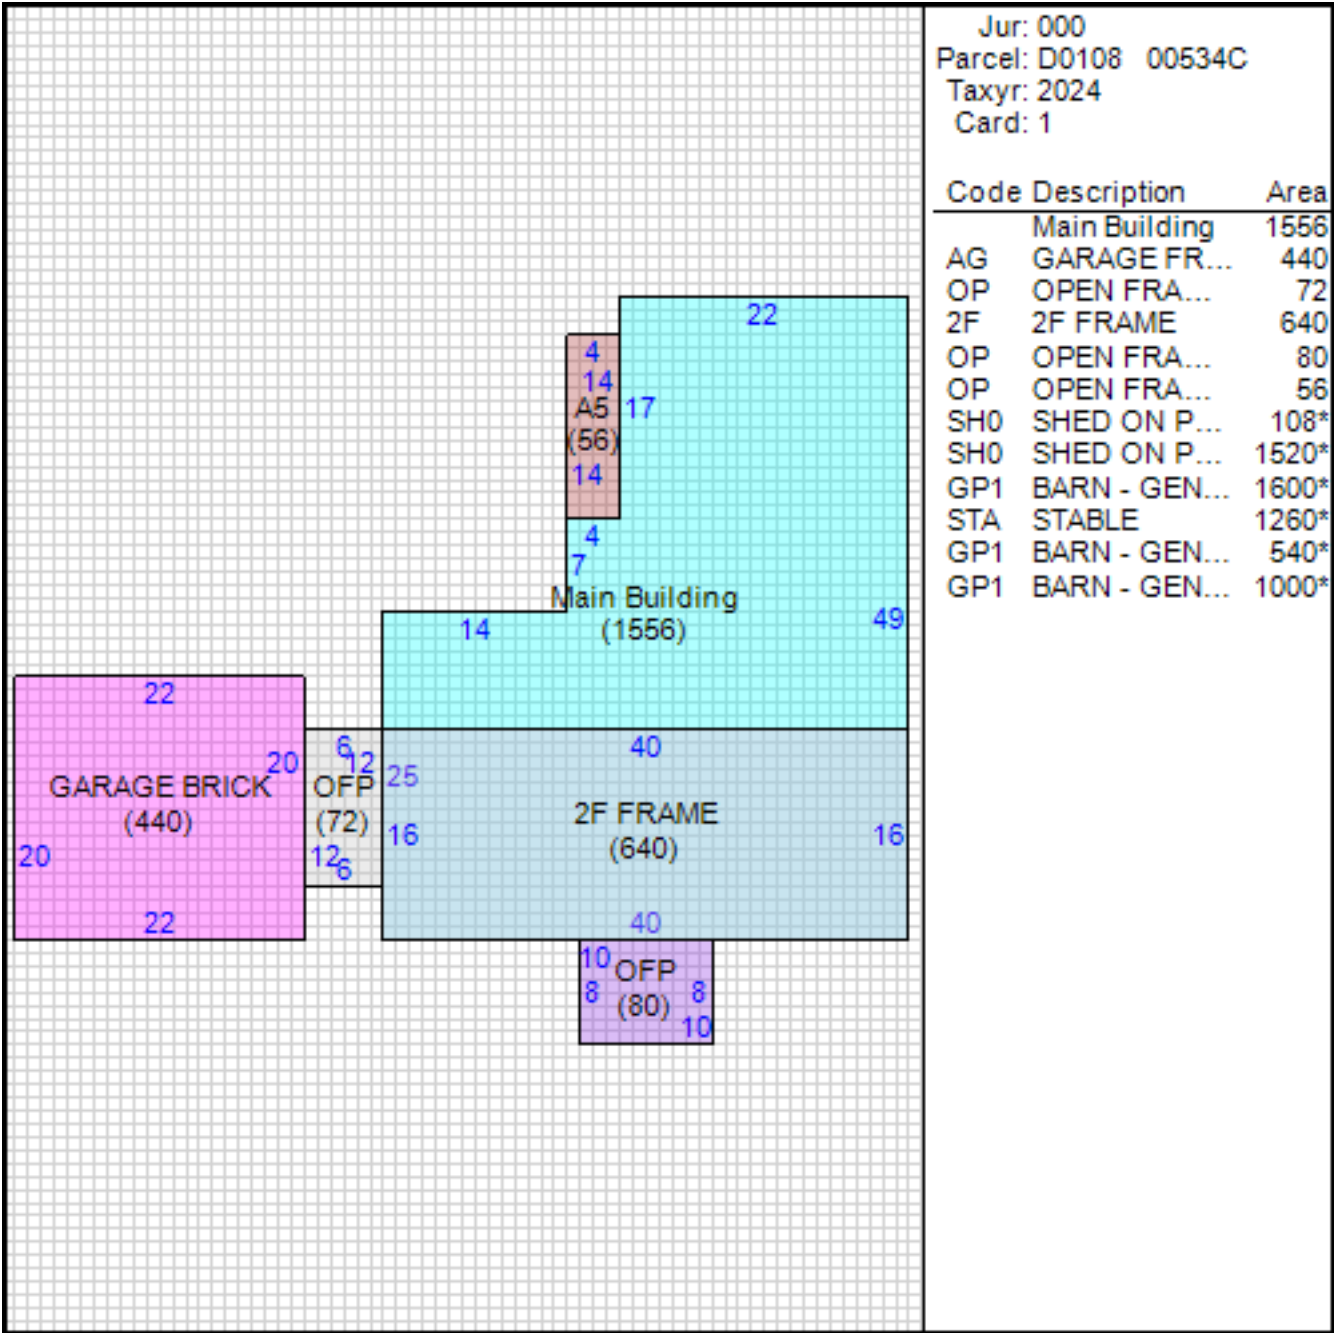 Jur: 000
Parcel: D0108 00534C
Taxyr: 2024
Card: 1
Code Description Area
Main Building 1556
AG GARAGE FR... 440
OP OPEN FRA... 72
2F 2F FRAME 640
OP OPEN FRA... 80
OP OPEN FRA... 56
SH0 SHED ON P... 108*
SH0 SHED ON P... 1520*
GP1 BARN - GEN... 1600*
STA STABLE 1260*
GP1 BARN - GEN... 540*
GP1 BARN - GEN... 1000*
22
4
14
A5
(56)
14
17
4
7
Main Building
(1556)
14
49
22
20
GARAGE BRICK
(440)
20
22
6
12
OFP
(72)
12
6
40
25
2F FRAME
(640)
16
16
40
10
OFP
(80)
8
8
10